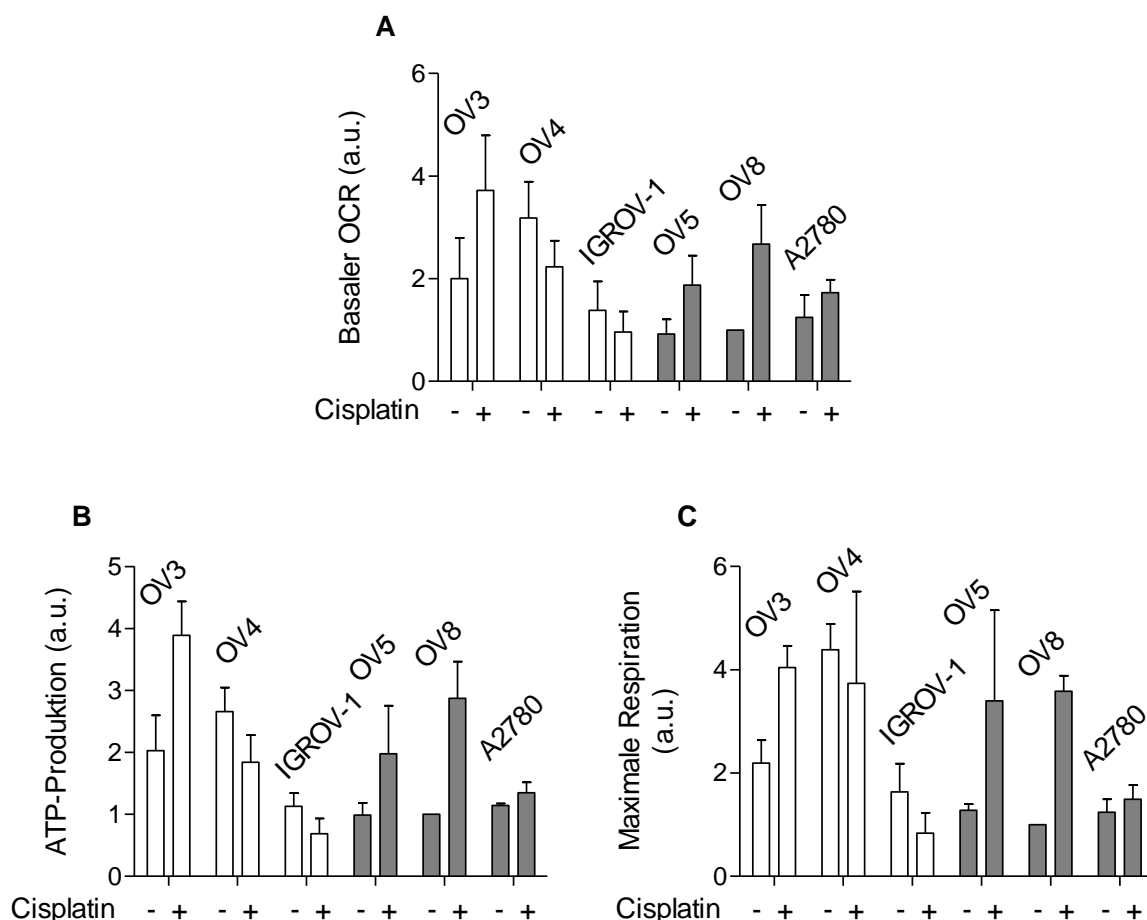 A
Basaler OCR (a.u.)
6
4
2
0
OV3
OV4
IGROV-1
OV5
OV8
A2780
Cisplatin - + - + - + - + - + - +
B
ATP-Produktion (a.u.)
5
4
3
2
1
0
OV3
OV4
IGROV-1
OV5
OV8
A2780
Cisplatin - + - + - + - + - + - +
C
Maximale Respiration
(a.u.)
6
4
2
0
OV3
OV4
IGROV-1
OV5
OV8
A2780
Cisplatin - + - + - + - + - + - +